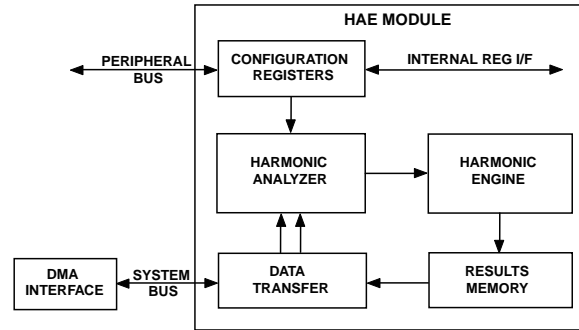 HAE MODULE
PERIPHERAL
BUS
CONFIGURATION
REGISTERS
INTERNAL REG I/F
HARMONIC
ANALYZER
HARMONIC
ENGINE
DMA
INTERFACE
SYSTEM
BUS
DATA
TRANSFER
RESULTS
MEMORY